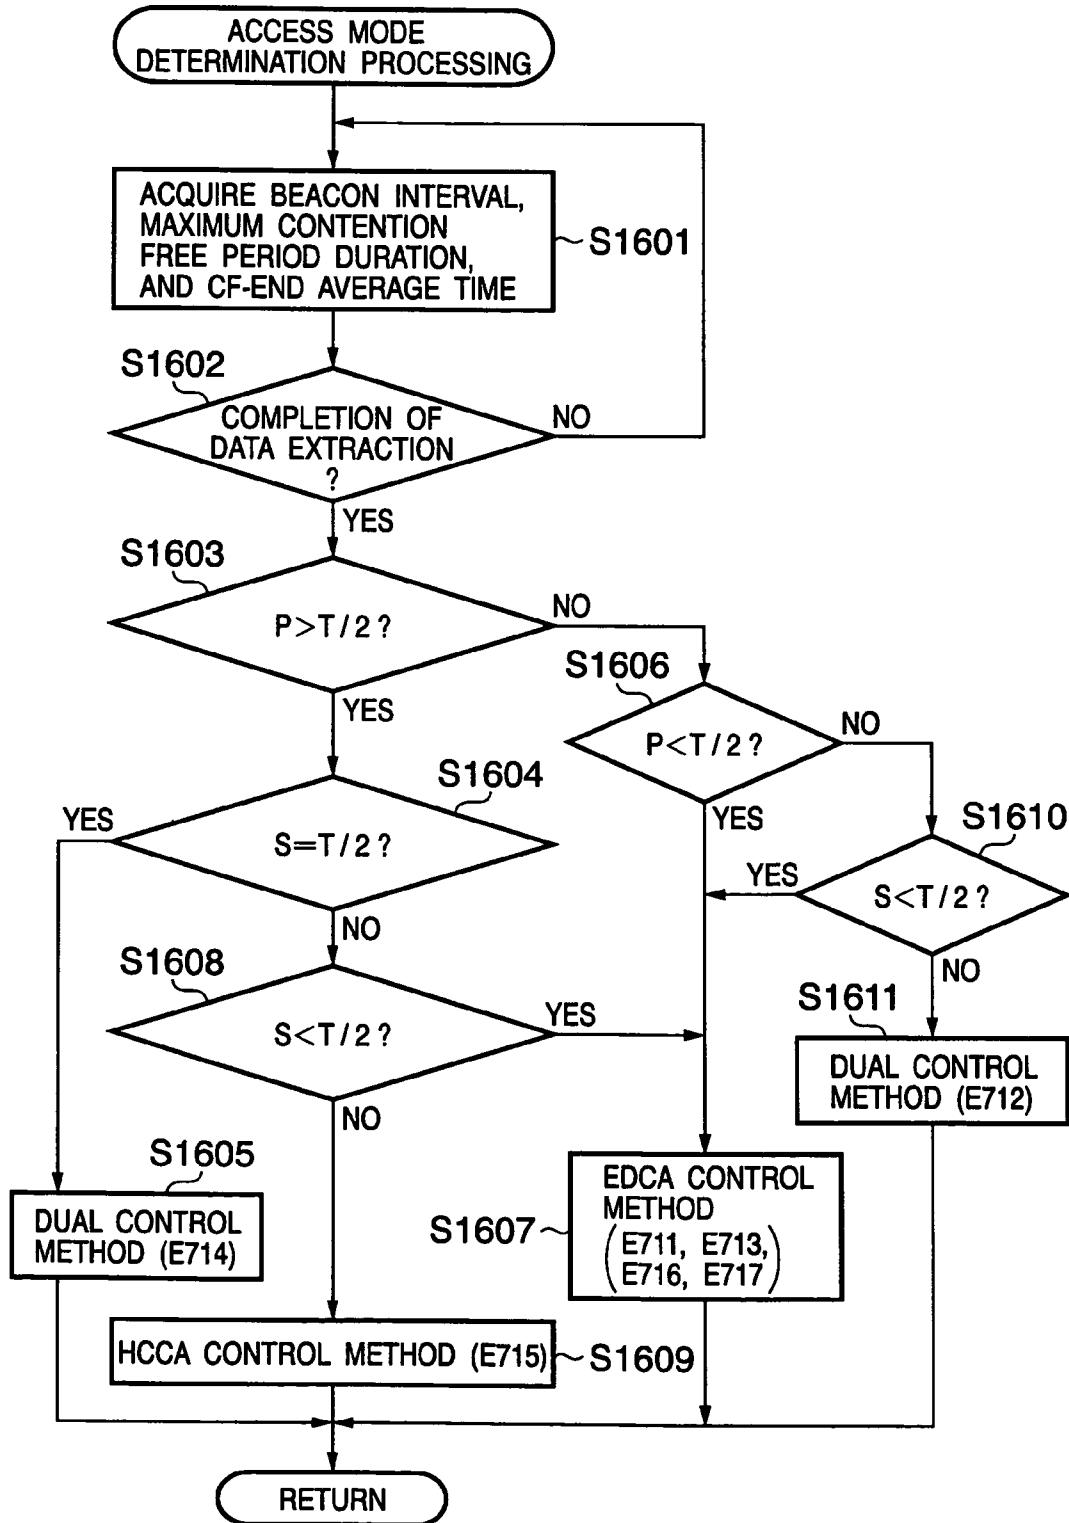 ACCESS MODE
DETERMINATION PROCESSING
ACQUIRE BEACON INTERVAL,
MAXIMUM CONTENTION
FREE PERIOD DURATION,
AND CF-END AVERAGE TIME
S1601
S1602
COMPLETION OF
DATA EXTRACTION
?
NO
YES
S1603
P>T/2?
NO
YES
S1606
P<T/2?
NO
YES
S1604
S=T/2?
YES
NO
S1610
S<T/2?
YES
NO
S1608
S<T/2?
YES
NO
S1611
DUAL CONTROL
METHOD (E712)
S1605
DUAL CONTROL
METHOD (E714)
S1607
EDCA CONTROL
METHOD
(E711, E713,
E716, E717)
HCCA CONTROL METHOD (E715)
S1609
RETURN